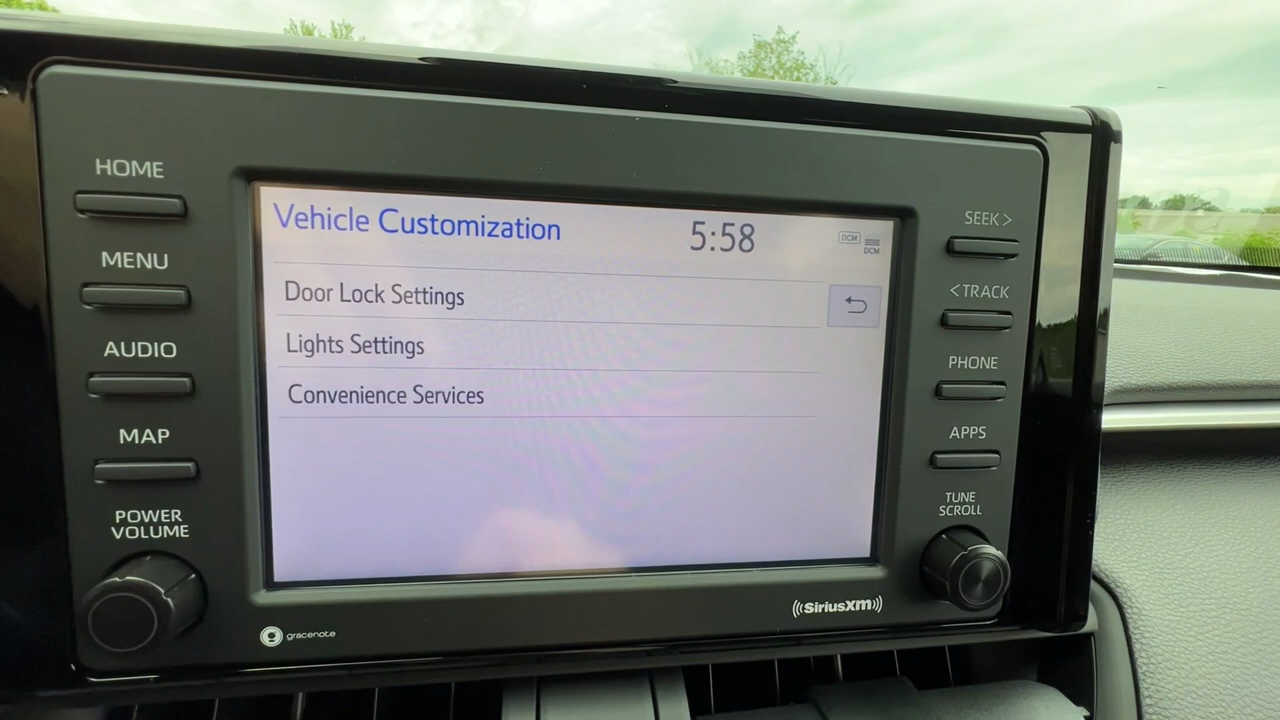 HOME
MENU
AUDIO
MAP
POWER
VOLUME
Vehicle Customization
5:58
DCM
DCM
Door Lock Settings
Lights Settings
Convenience Services
SEEK >
< TRACK
PHONE
APPS
TUNE
SCROLL
gracenote
((SiriusXM))